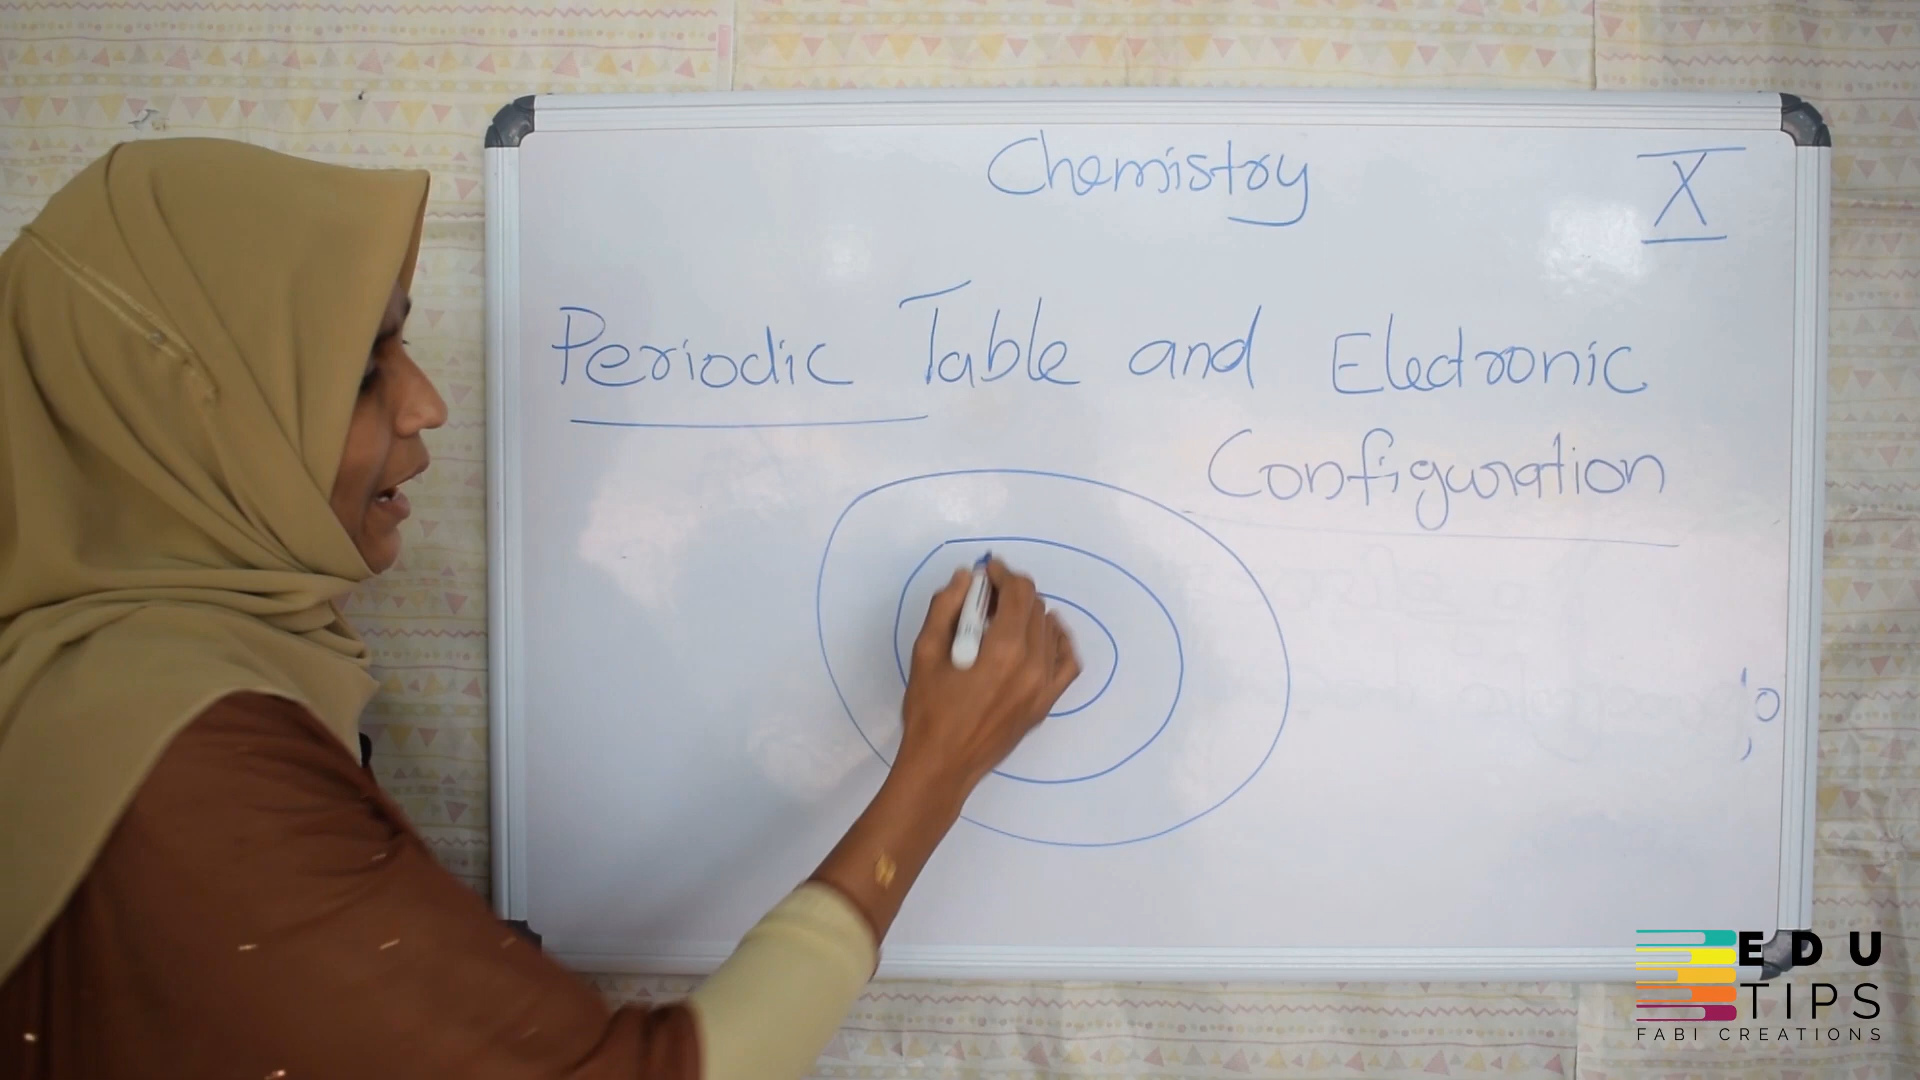 Chemistry
X
Periodic Table and Electronic
Configuration
EDU
TIPS
FABI CREATIONS